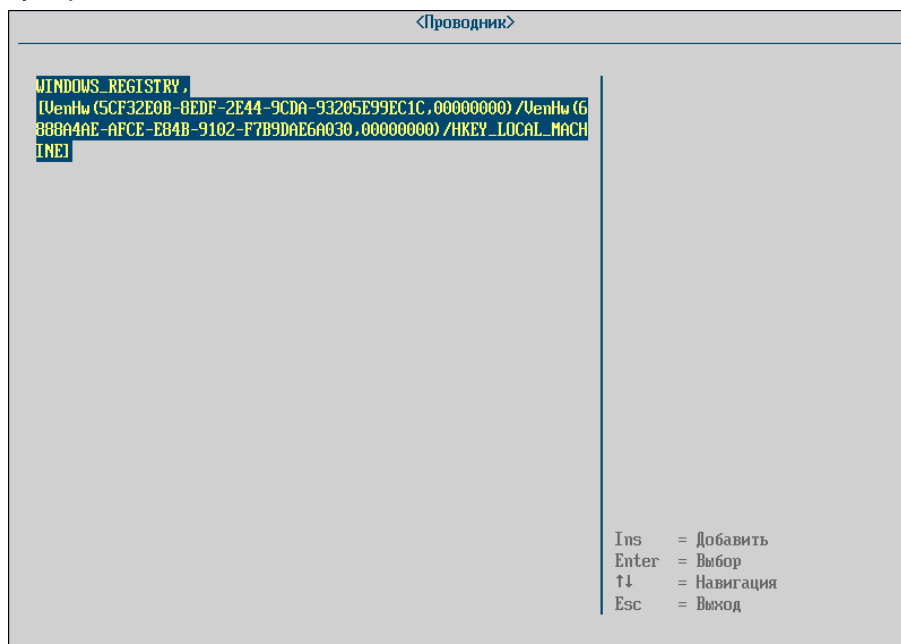 <Проводник>
WINDOWS_REGISTRY,
[VenHw(5CF32E0B-8EDF-2E44-9CDA-93205E99EC1C,00000000)/VenHw(6
888A4AE-AFCE-E84B-9102-F7B9DAE6A030,00000000)/HKEY_LOCAL_MACH
INE]
Ins = Добавить
Enter = Выбор
↑↓ = Навигация
Esc = Выход